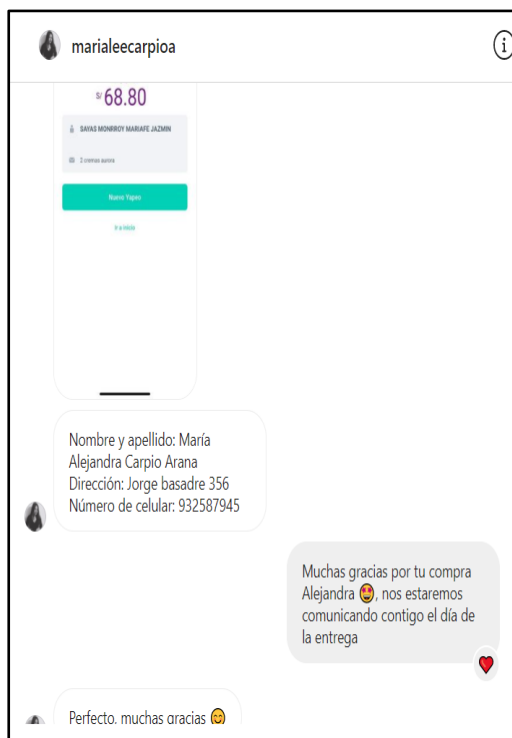 marialeecarpioa
S/ 68.80
SAYAS MONRROY MARIAFE JAZMIN
2 cremas aurora
Nuevo Yapeo
Ir a Inicio
Nombre y apellido: María
Alejandra Carpio Arana
Dirección: Jorge basadre 356
Número de celular: 932587945
Muchas gracias por tu compra
Alejandra 🤩, nos estaremos
comunicando contigo el día de
la entrega
Perfecto, muchas gracias 😊